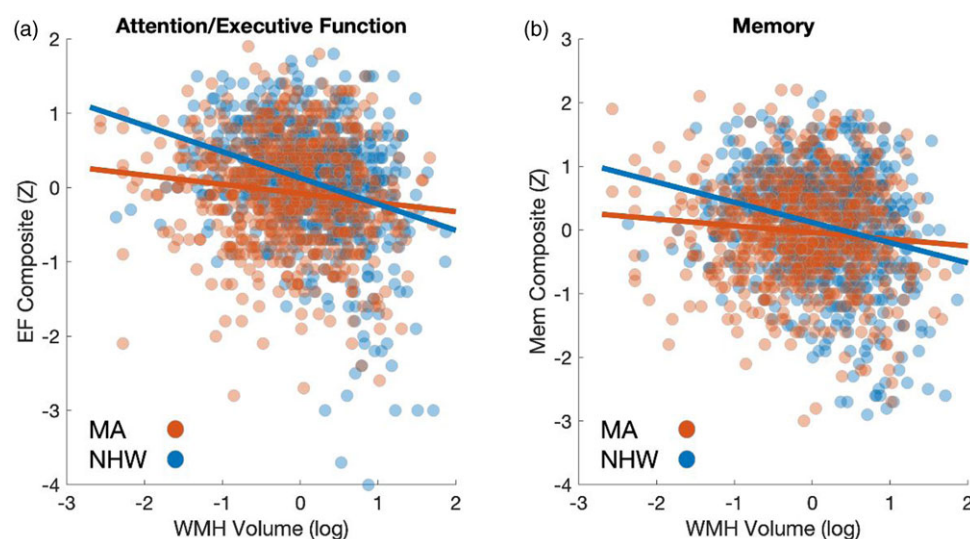 (a) Attention/Executive Function
EF Composite (Z)
2
1
0
-1
-2
-3
-4
MA
NHW
-3 -2 -1 0 1 2
WMH Volume (log)
(b) Memory
Mem Composite (Z)
3
2
1
0
-1
-2
-3
-4
MA
NHW
-3 -2 -1 0 1 2
WMH Volume (log)